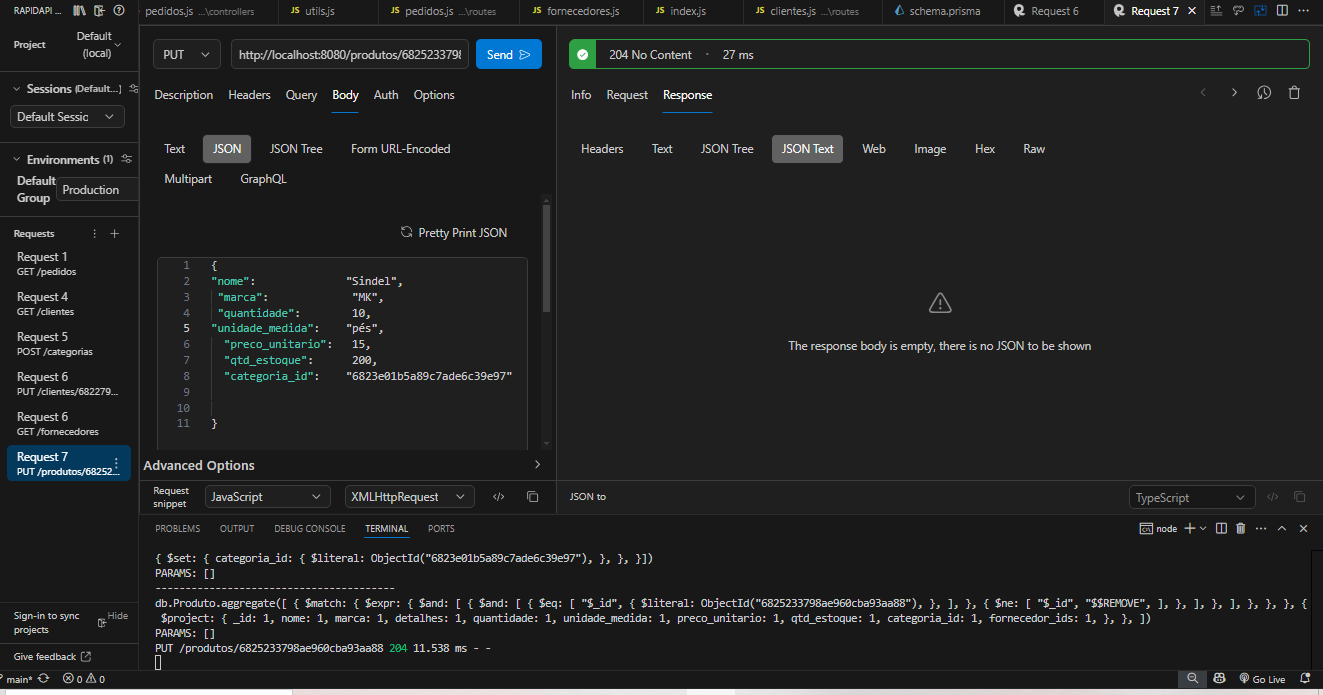 RAPIDAPI ...
pedidos.js ...\controllers
JS utils.js
JS pedidos.js ...\routes
JS fornecedores.js
JS index.js
JS clientes.js ...\routes
schema.prisma
Request 6
Request 7
Project
Default (local)
Sessions (Default...)
Default Sessic
Environments (1)
Default Group
Production
Requests
Request 1
GET /pedidos
Request 4
GET /clientes
Request 5
POST /categorias
Request 6
PUT /clientes/682279...
Request 6
GET /fornecedores
Request 7
PUT /produtos/68252...
Sign-in to sync projects
Hide
Give feedback
PUT
http://localhost:8080/produtos/6825233798
Send
Description Headers Query Body Auth Options
Text JSON JSON Tree Form URL-Encoded
Multipart GraphQL
Pretty Print JSON
1 {
2 "nome": "Sindel",
3 "marca": "MK",
4 "quantidade": 10,
5 "unidade_medida": "pés",
6 "preco_unitario": 15,
7 "qtd_estoque": 200,
8 "categoria_id": "6823e01b5a89c7ade6c39e97"
9
10
11 }
Advanced Options
Request snippet
JavaScript
XMLHttpRequest
204 No Content · 27 ms
Info Request Response
Headers Text JSON Tree JSON Text Web Image Hex Raw
The response body is empty, there is no JSON to be shown
JSON to
TypeScript
PROBLEMS OUTPUT DEBUG CONSOLE TERMINAL PORTS
node
{ $set: { categoria_id: { $literal: ObjectId("6823e01b5a89c7ade6c39e97"), }, }, }])
PARAMS: []
---------------------------------------
db.Produto.aggregate([ { $match: { $expr: { $and: [ { $and: [ { $eq: [ "$_id", { $literal: ObjectId("6825233798ae960cba93aa88"), }, ], }, { $ne: [ "$_id", "$$REMOVE", ], }, ], }, ], }, }, }, {
$project: { _id: 1, nome: 1, marca: 1, detalhes: 1, quantidade: 1, unidade_medida: 1, preco_unitario: 1, qtd_estoque: 1, categoria_id: 1, fornecedor_ids: 1, }, }, ])
PARAMS: []
PUT /produtos/6825233798ae960cba93aa88 204 11.538 ms - -
main*
0
0
Go Live